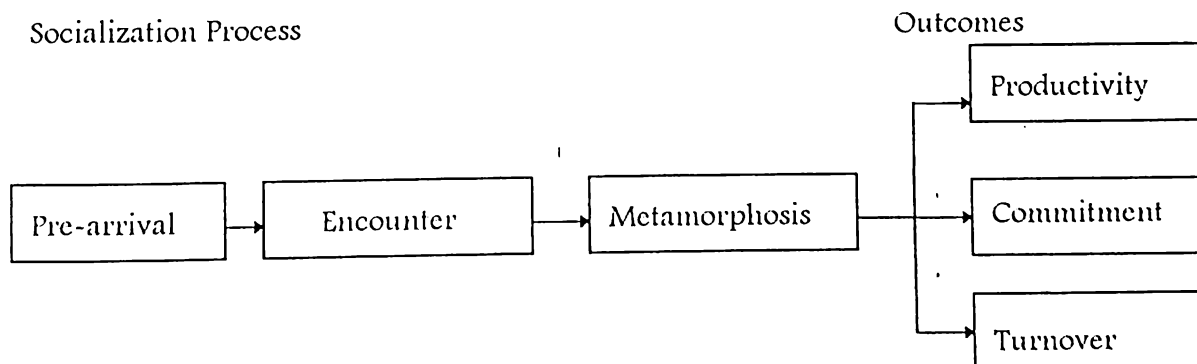 Socialization Process
Outcomes
Productivity
Pre-arrival
Encounter
Metamorphosis
Commitment
Turnover